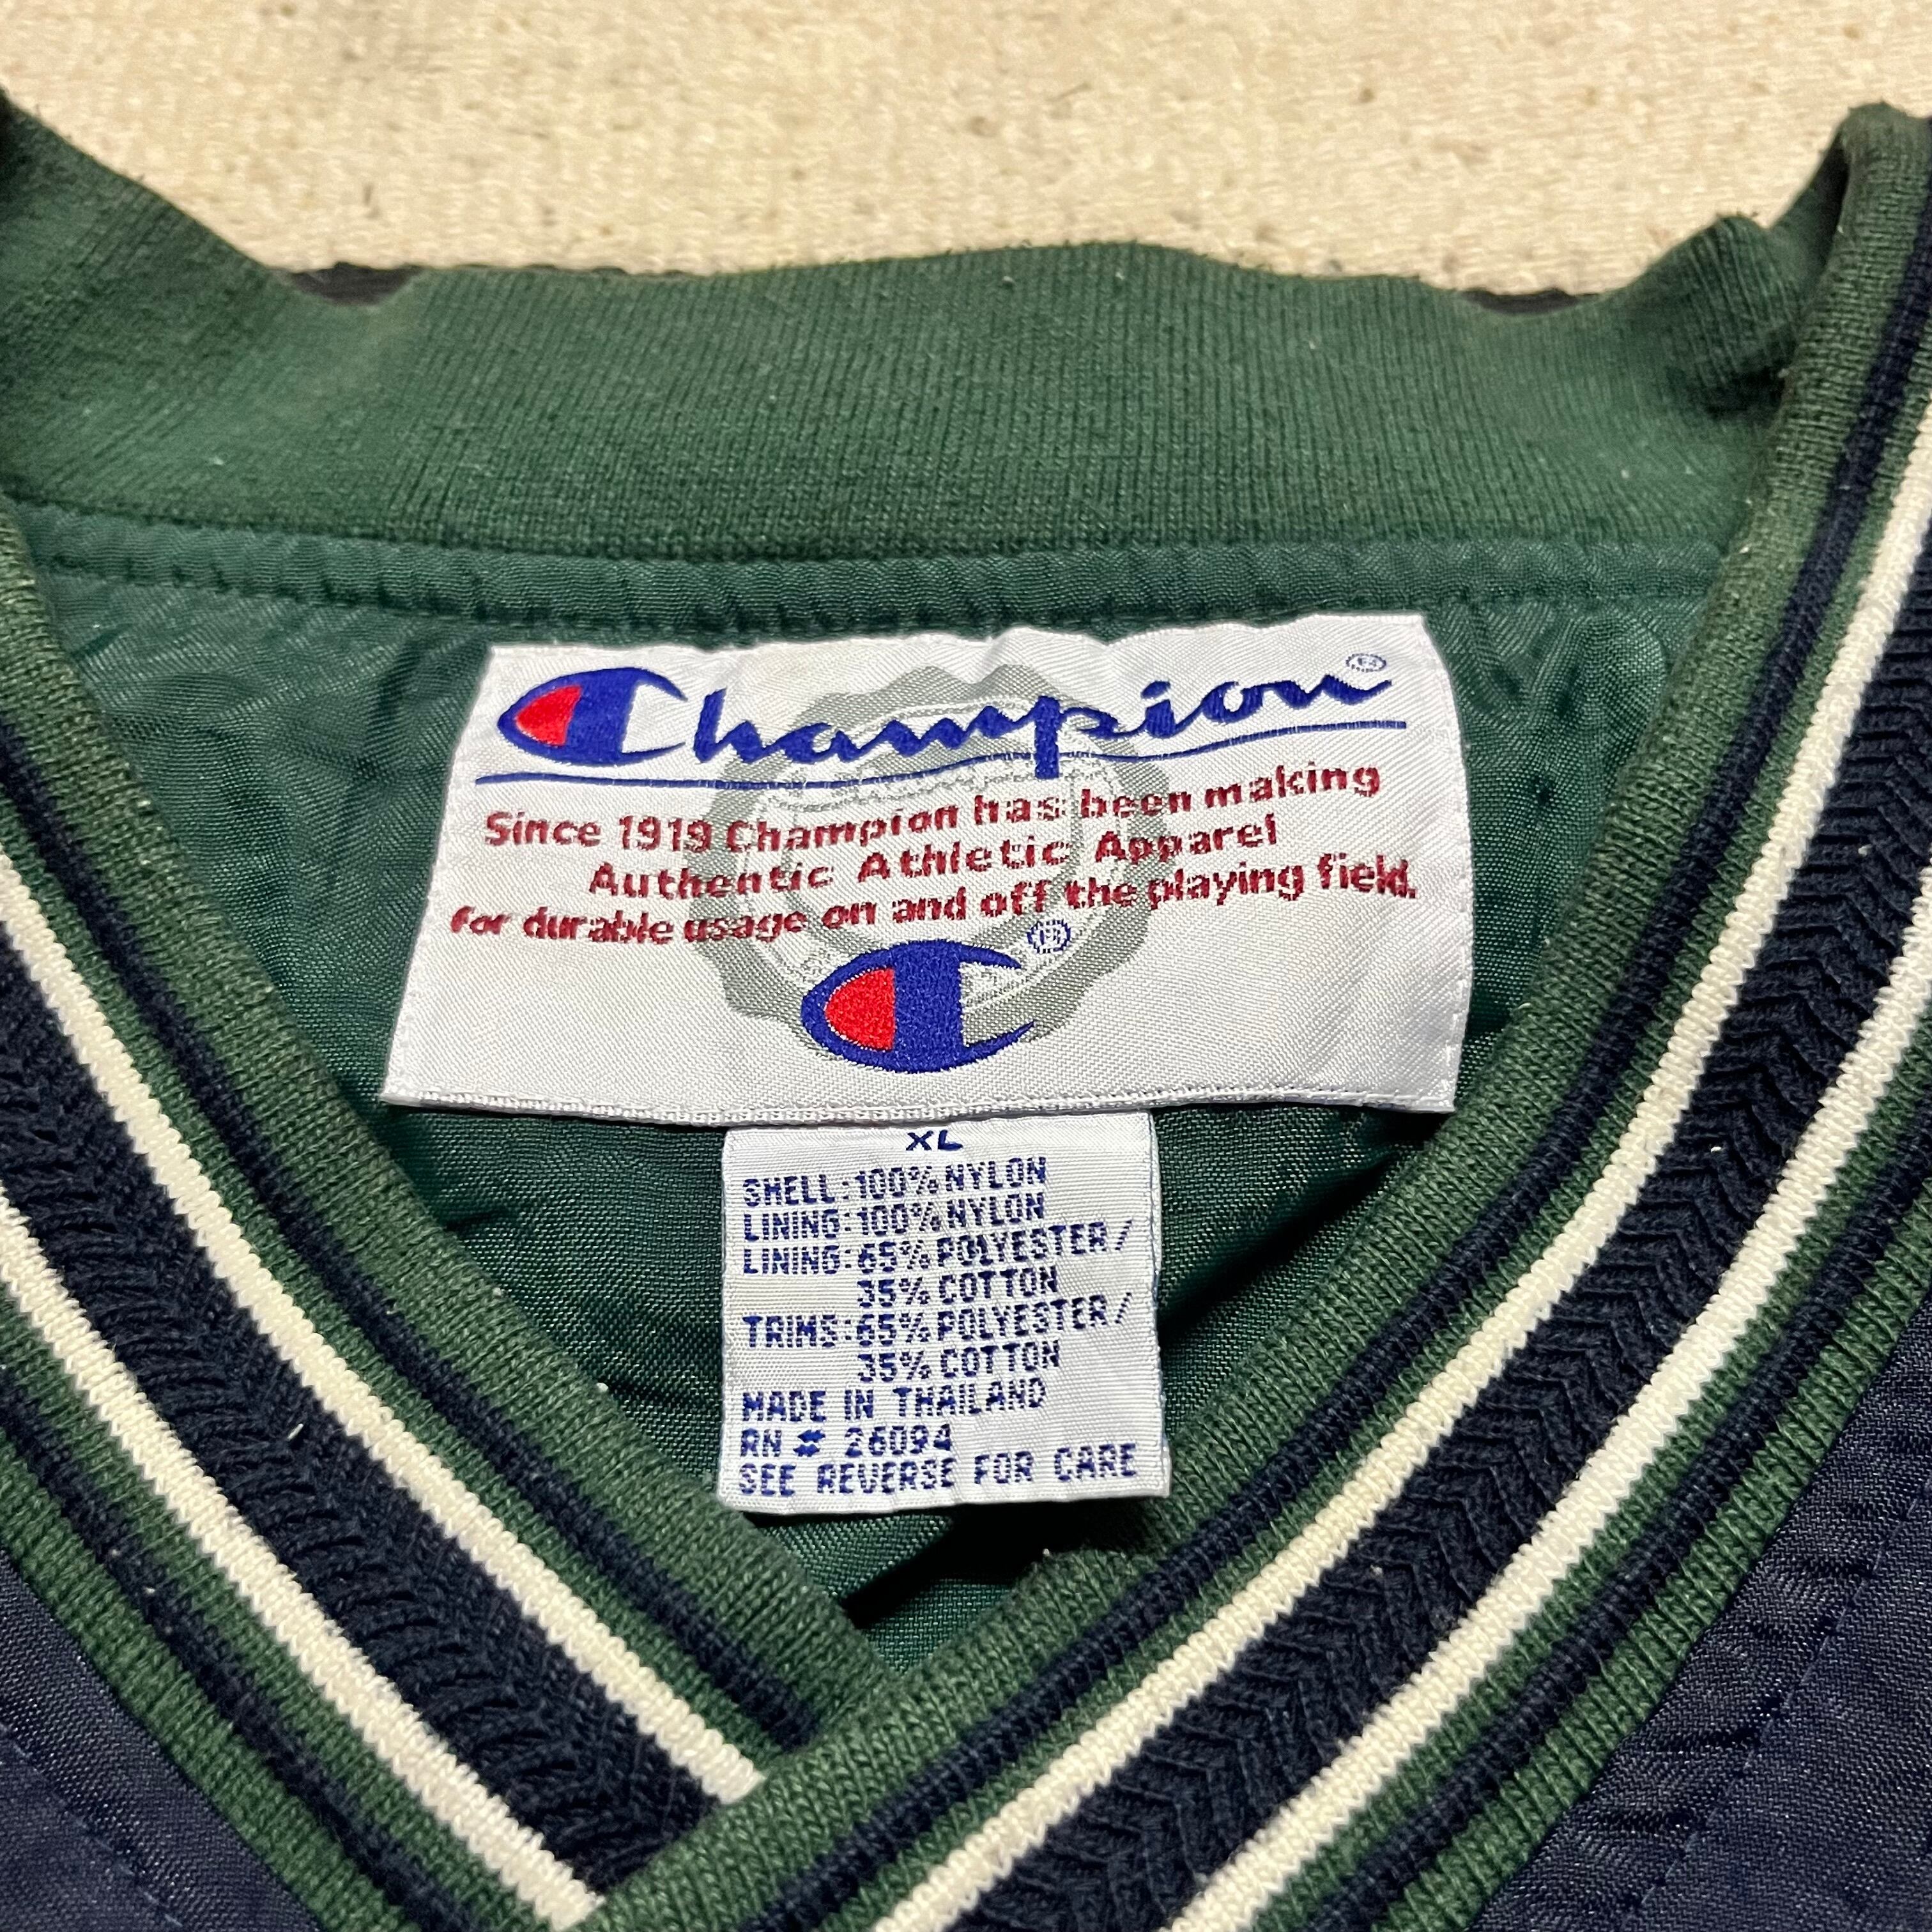 Champion®
Since 1919 Champion has been making
Authentic Athletic Apparel
for durable usage on and off the playing field.
®
XL
SHELL:100% NYLON
LINING:100% NYLON
LINING:65% POLYESTER/
35% COTTON
TRIMS:65% POLYESTER/
35% COTTON
MADE IN THAILAND
RN # 26094
SEE REVERSE FOR CARE